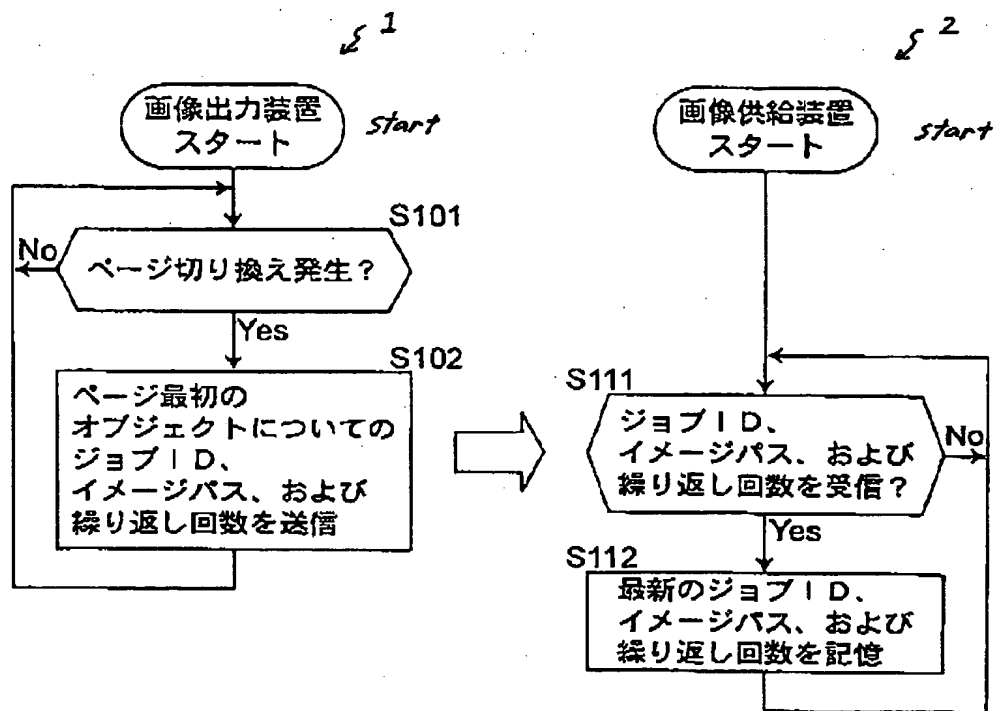 1
画像出力装置
スタート
start
S101
No
ページ切り換え発生？
Yes
S102
ページ最初の
オブジェクトについての
ジョブＩＤ、
イメージパス、および
繰り返し回数を送信
2
画像供給装置
スタート
start
S111
ジョブＩＤ、
イメージパス、および
繰り返し回数を受信？
No
Yes
S112
最新のジョブＩＤ、
イメージパス、および
繰り返し回数を記憶